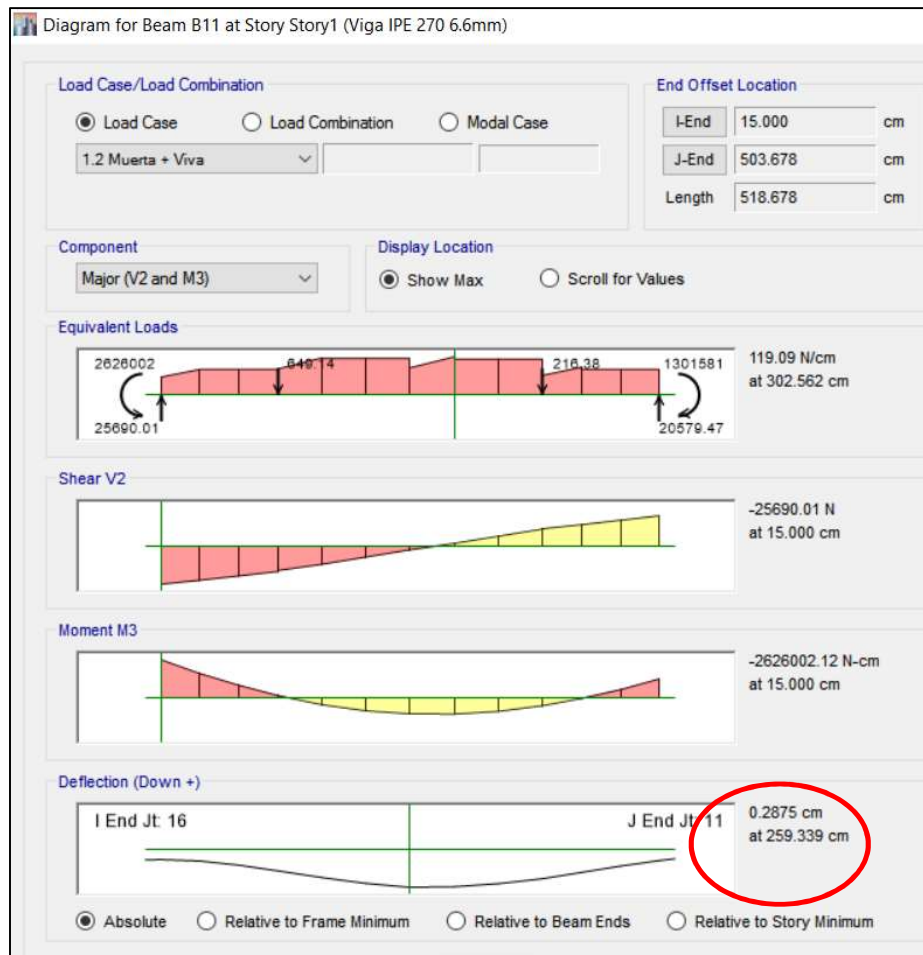 Diagram for Beam B11 at Story Story1 (Viga IPE 270 6.6mm)
Load Case/Load Combination
Load Case Load Combination Modal Case
1.2 Muerta + Viva
End Offset Location
I-End 15.000 cm
J-End 503.678 cm
Length 518.678 cm
Component
Major (V2 and M3)
Display Location
Show Max Scroll for Values
Equivalent Loads
2626002 649.14 216.38 1301581
25690.01 20579.47
119.09 N/cm
at 302.562 cm
Shear V2
-25690.01 N
at 15.000 cm
Moment M3
-2626002.12 N-cm
at 15.000 cm
Deflection (Down +)
I End Jt: 16 J End Jt: 11
0.2875 cm
at 259.339 cm
Absolute Relative to Frame Minimum Relative to Beam Ends Relative to Story Minimum